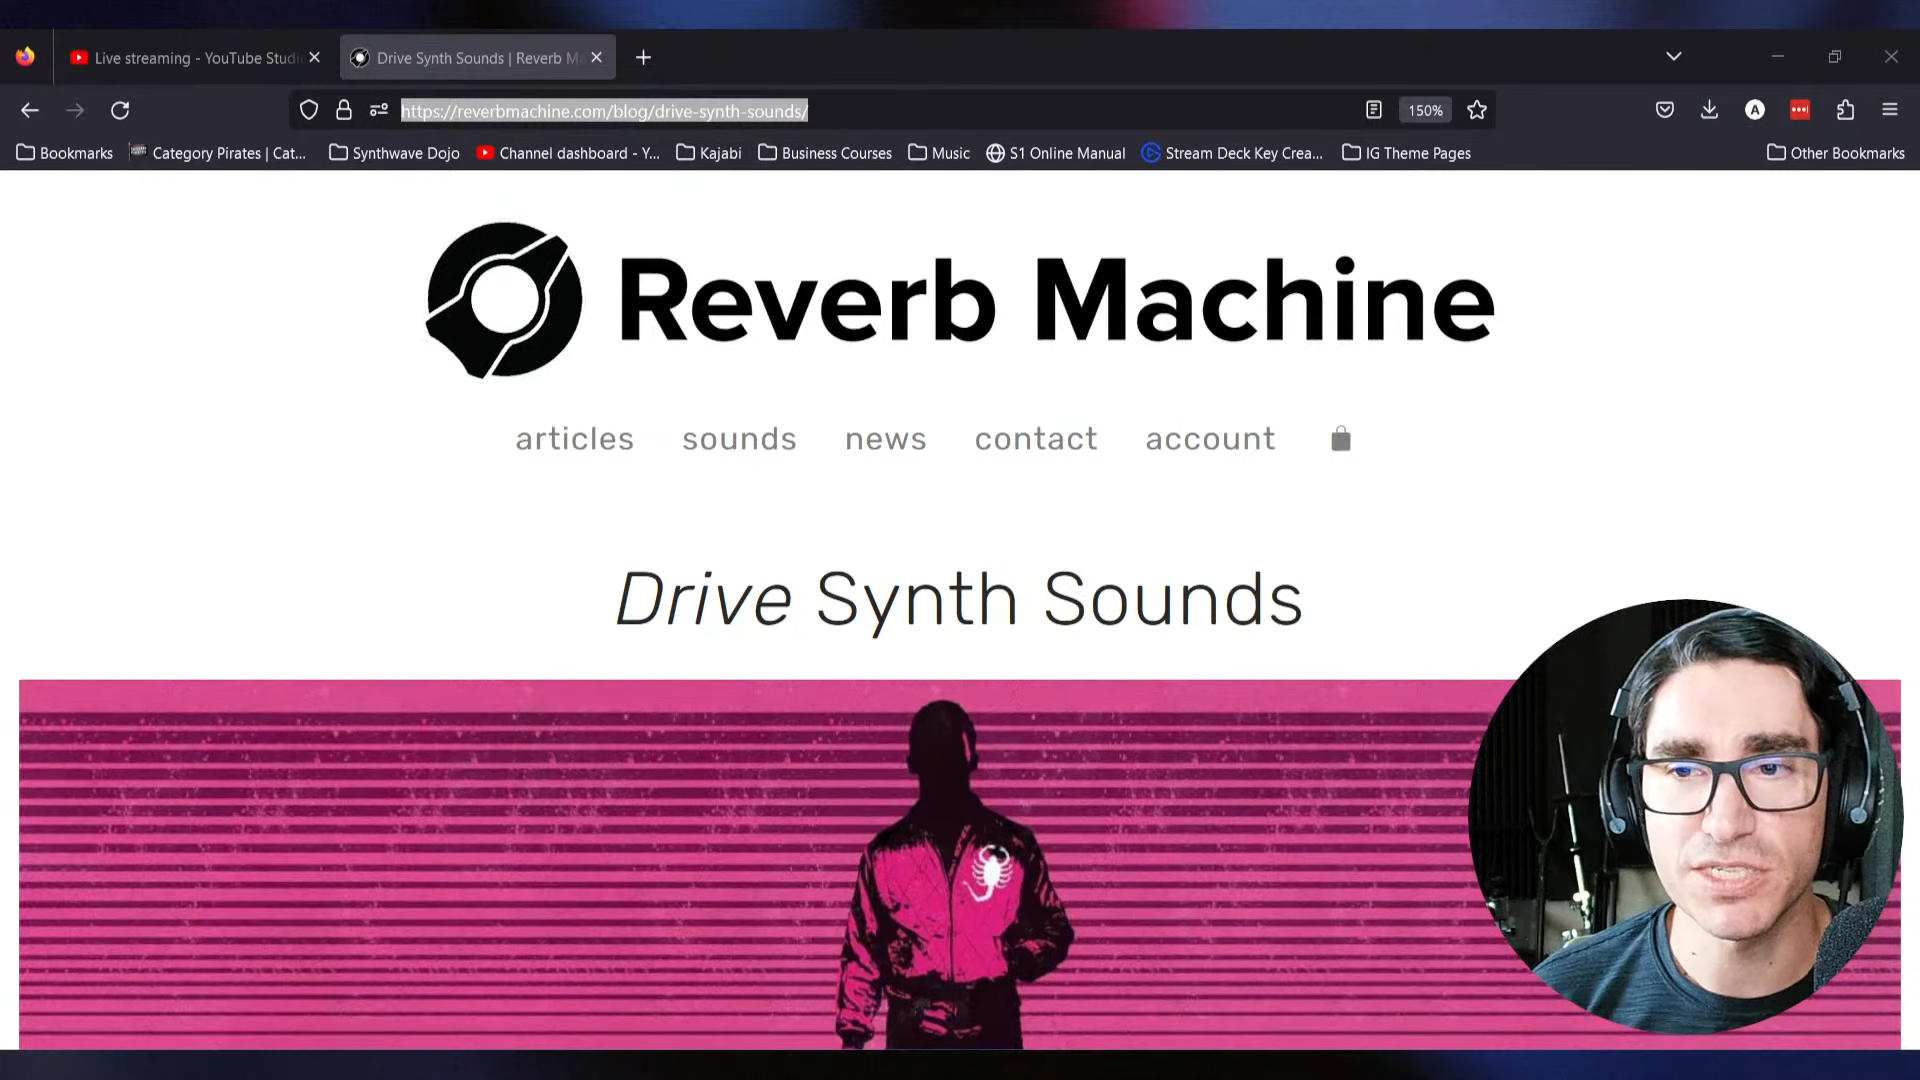 Live streaming - YouTube Studi
Drive Synth Sounds | Reverb Ma
https://reverbmachine.com/blog/drive-synth-sounds/
150%
A
Bookmarks
Category Pirates | Cat...
Synthwave Dojo
Channel dashboard - Y...
Kajabi
Business Courses
Music
S1 Online Manual
Stream Deck Key Crea...
IG Theme Pages
Other Bookmarks
Reverb Machine
articles
sounds
news
contact
account
Drive Synth Sounds